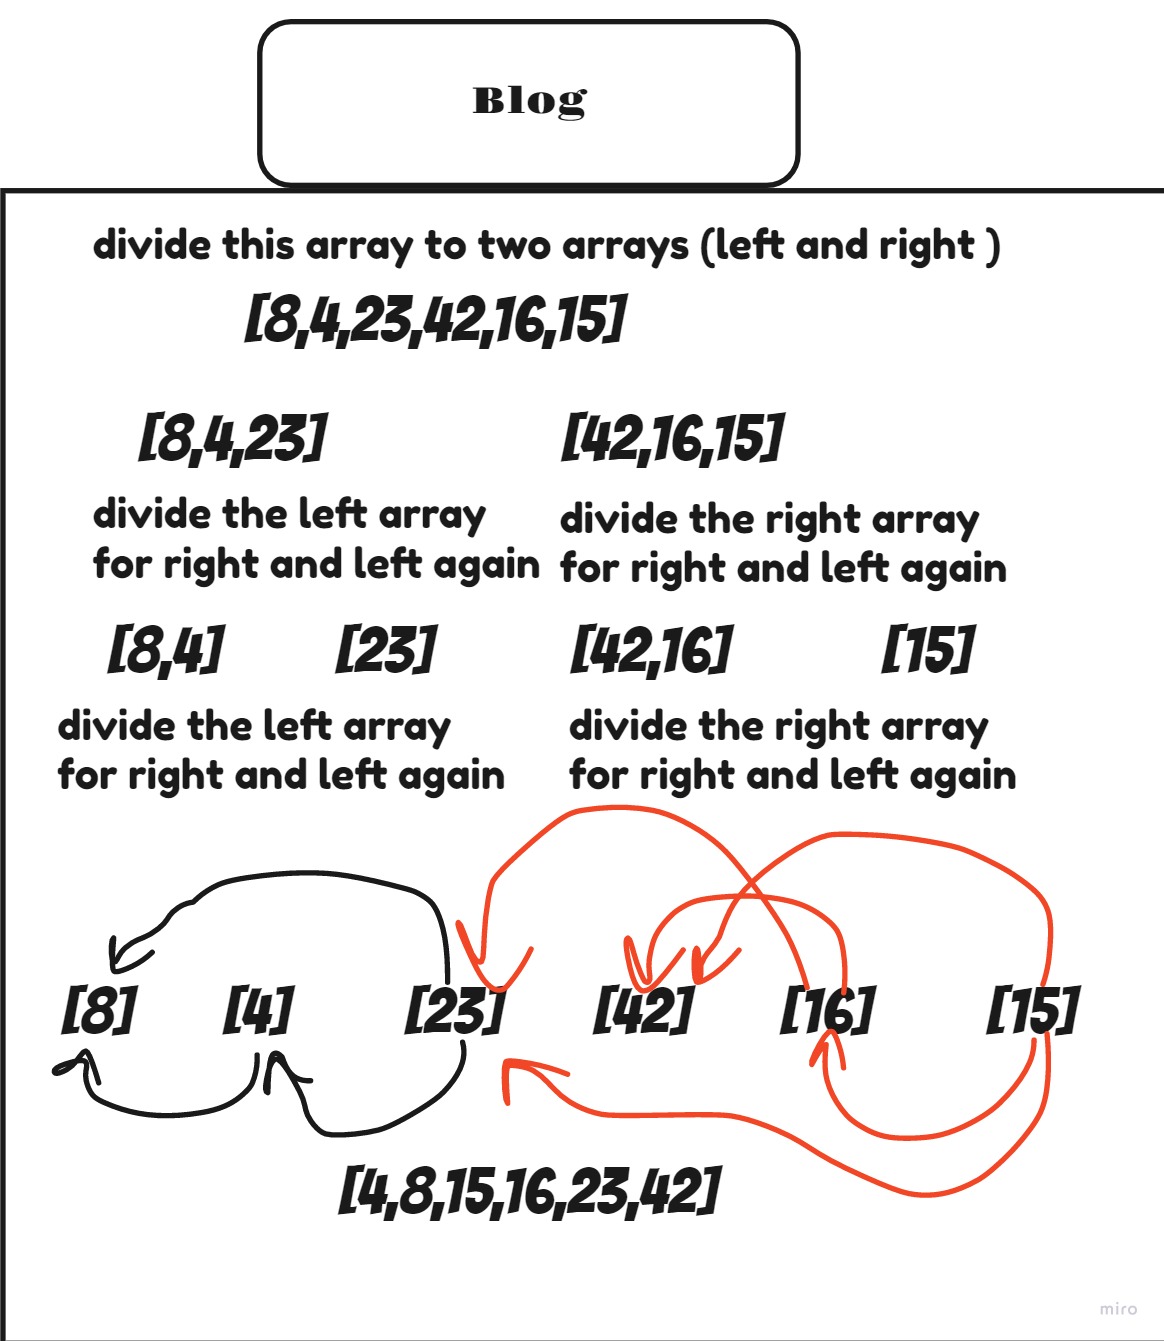 Blog
divide this array to two arrays (left and right )
[8,4,23,42,16,15]
[8,4,23]
[42,16,15]
divide the left array
for right and left again
divide the right array
for right and left again
[8,4]
[23]
[42,16]
[15]
divide the left array
for right and left again
divide the right array
for right and left again
[8]
[4]
[23]
[42]
[16]
[15]
[4,8,15,16,23,42]
miro